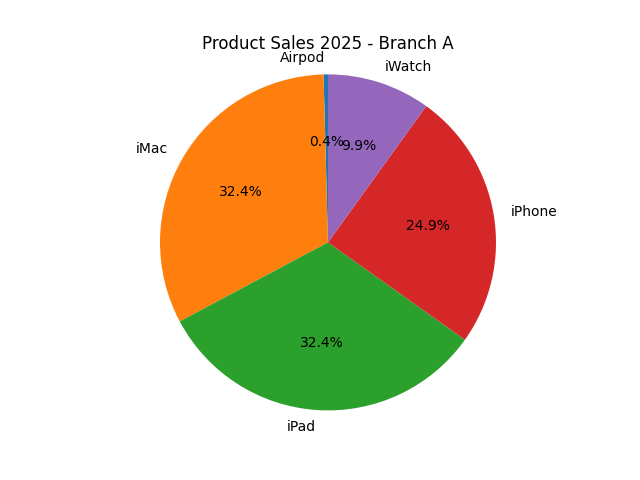 Product Sales 2025 - Branch A
Airpod
iWatch
0.4%
9.9%
iMac
32.4%
iPhone
24.9%
32.4%
iPad